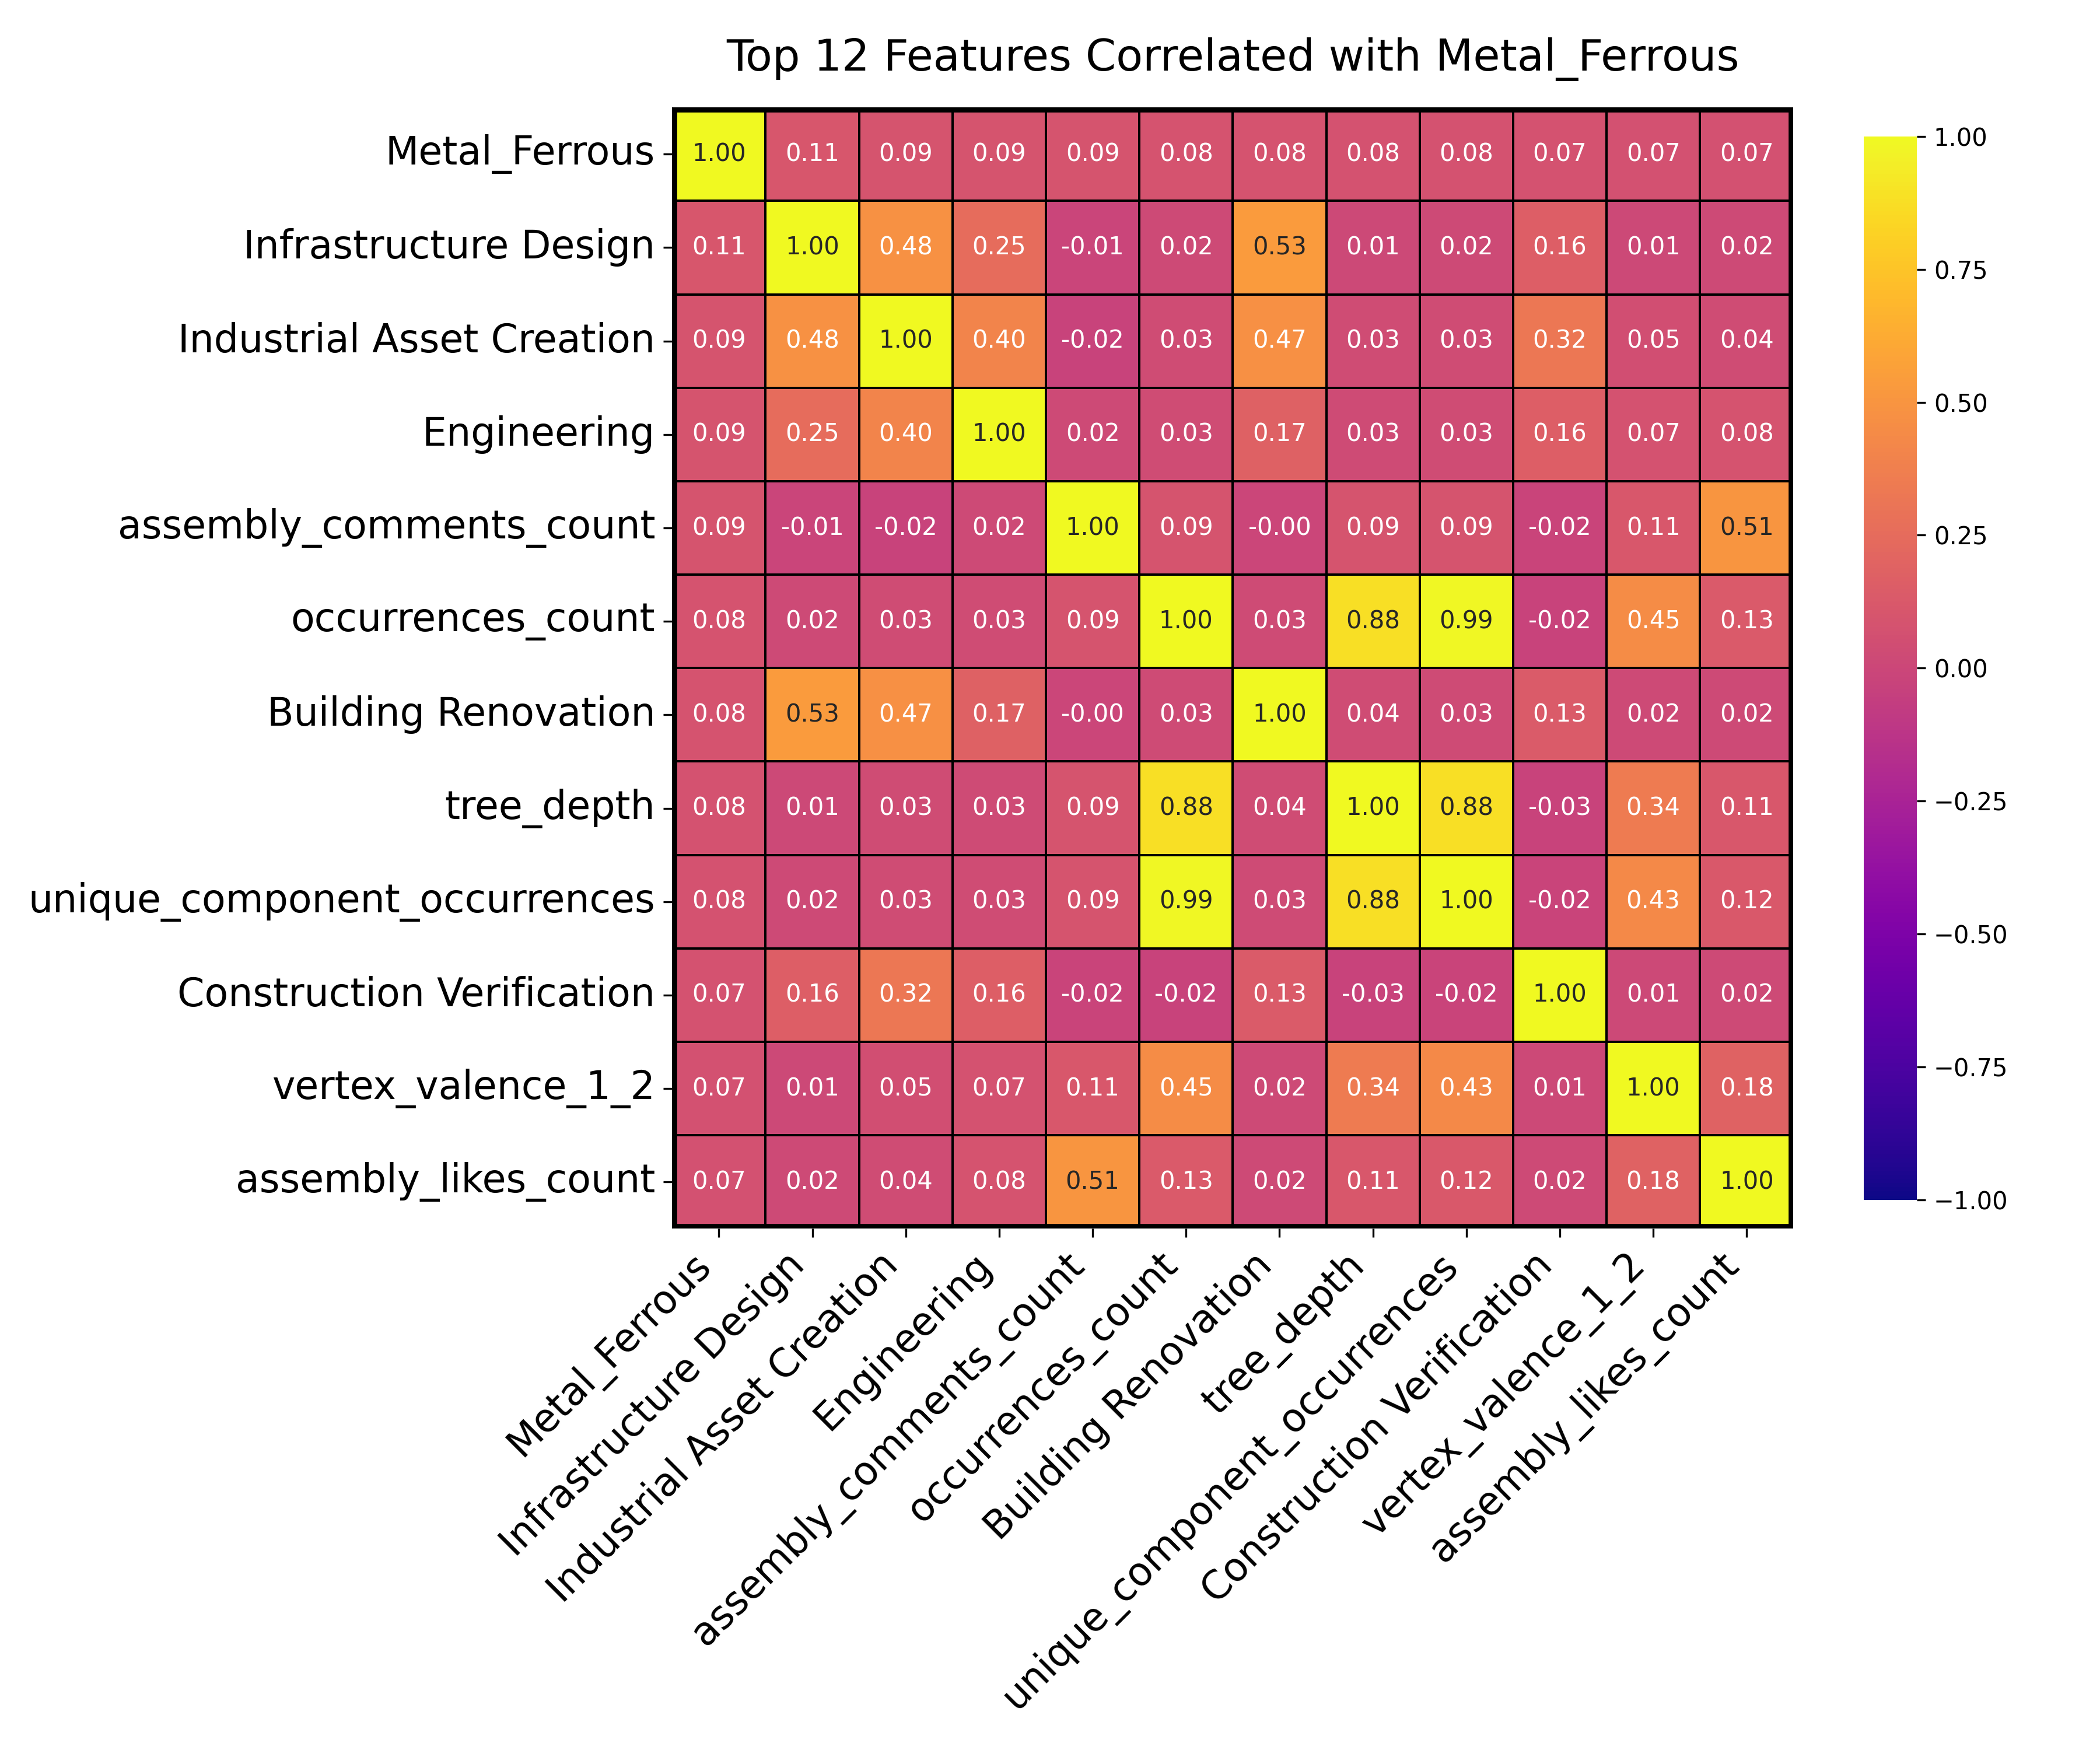 Top 12 Features Correlated with Metal_Ferrous
Metal_Ferrous 1.00 0.11 0.09 0.09 0.09 0.08 0.08 0.08 0.08 0.07 0.07 0.07
Infrastructure Design 0.11 1.00 0.48 0.25 -0.01 0.02 0.53 0.01 0.02 0.16 0.01 0.02
Industrial Asset Creation 0.09 0.48 1.00 0.40 -0.02 0.03 0.47 0.03 0.03 0.32 0.05 0.04
Engineering 0.09 0.25 0.40 1.00 0.02 0.03 0.17 0.03 0.03 0.16 0.07 0.08
assembly_comments_count 0.09 -0.01 -0.02 0.02 1.00 0.09 -0.00 0.09 0.09 -0.02 0.11 0.51
occurrences_count 0.08 0.02 0.03 0.03 0.09 1.00 0.03 0.88 0.99 -0.02 0.45 0.13
Building Renovation 0.08 0.53 0.47 0.17 -0.00 0.03 1.00 0.04 0.03 0.13 0.02 0.02
tree_depth 0.08 0.01 0.03 0.03 0.09 0.88 0.04 1.00 0.88 -0.03 0.34 0.11
unique_component_occurrences 0.08 0.02 0.03 0.03 0.09 0.99 0.03 0.88 1.00 -0.02 0.43 0.12
Construction Verification 0.07 0.16 0.32 0.16 -0.02 -0.02 0.13 -0.03 -0.02 1.00 0.01 0.02
vertex_valence_1_2 0.07 0.01 0.05 0.07 0.11 0.45 0.02 0.34 0.43 0.01 1.00 0.18
assembly_likes_count 0.07 0.02 0.04 0.08 0.51 0.13 0.02 0.11 0.12 0.02 0.18 1.00
Metal_Ferrous
Infrastructure Design
Industrial Asset Creation
Engineering
assembly_comments_count
occurrences_count
Building Renovation
tree_depth
unique_component_occurrences
Construction Verification
vertex_valence_1_2
assembly_likes_count
1.00
0.75
0.50
0.25
0.00
−0.25
−0.50
−0.75
−1.00